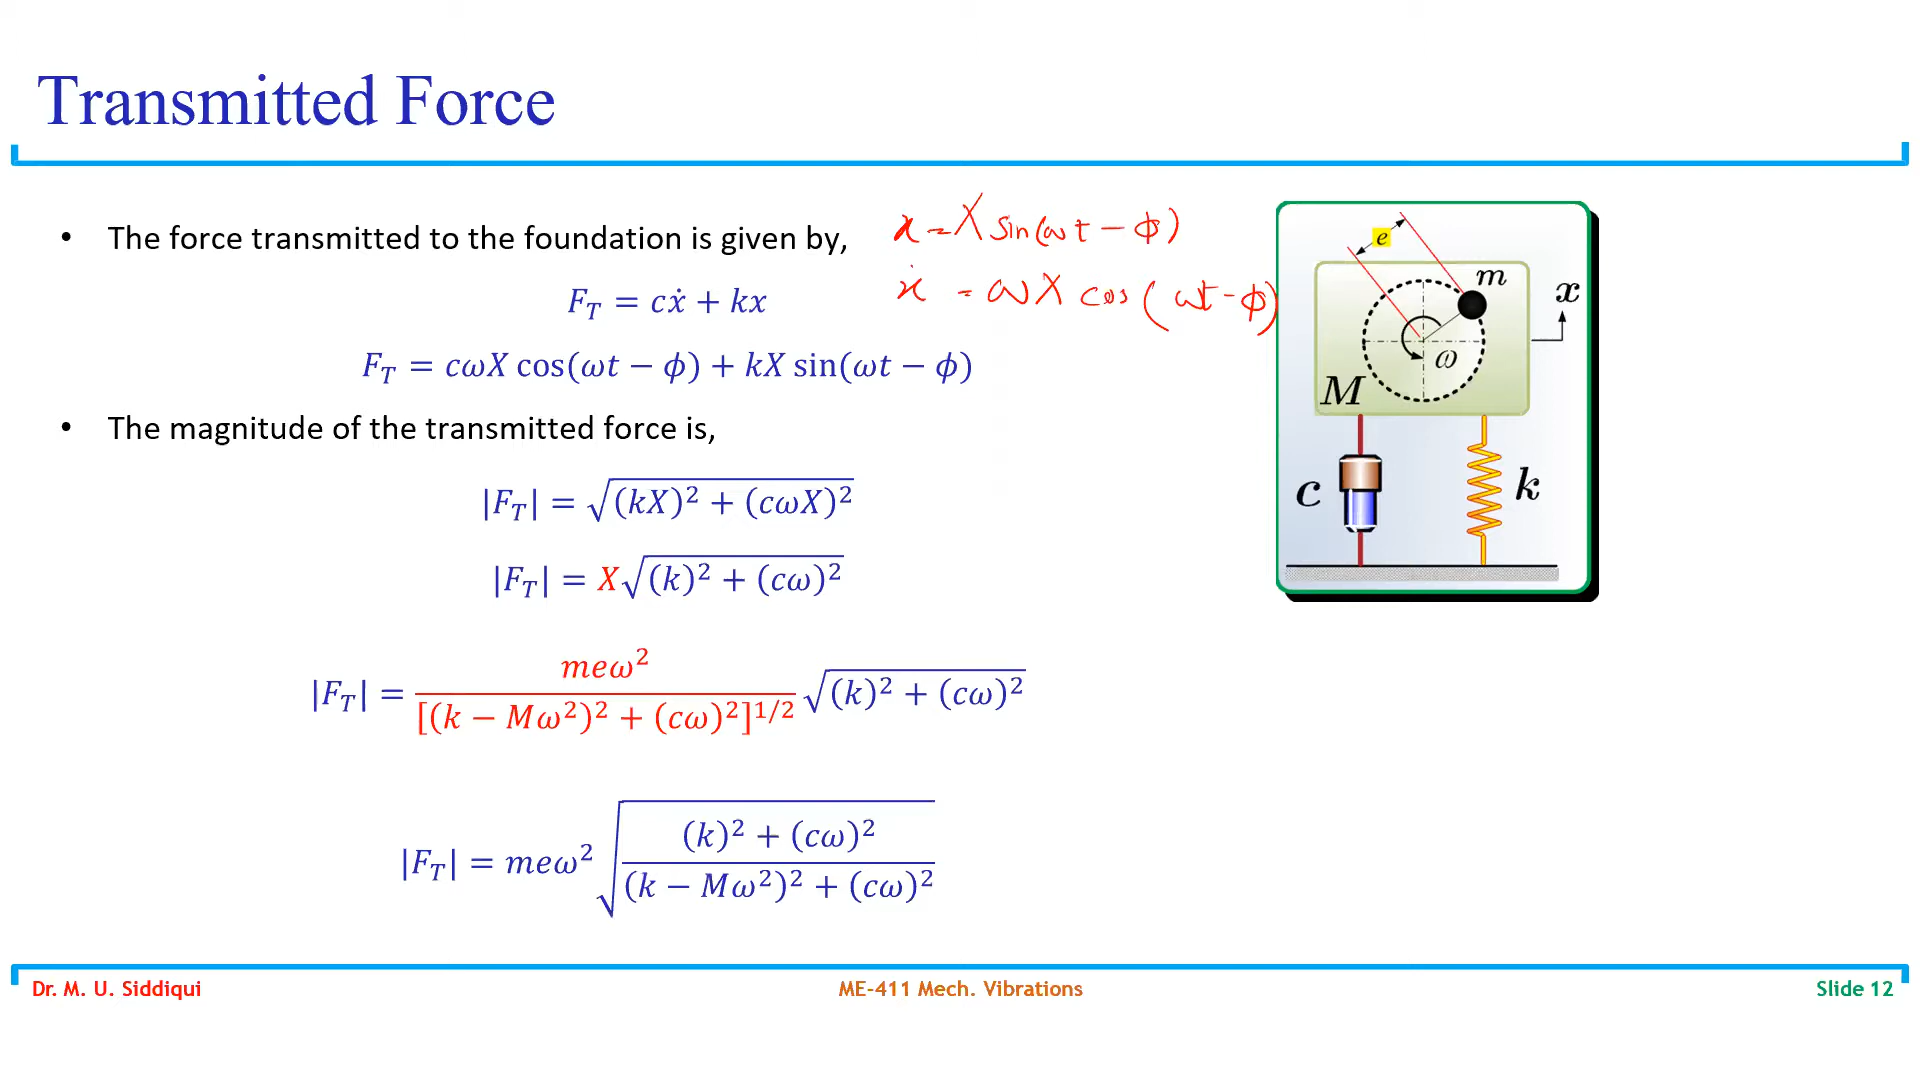 Transmitted Force
• The force transmitted to the foundation is given by,
x = X sin(ωt − ϕ)
ẋ = ωX cos(ωt − ϕ)
F_T = cẋ + kx
F_T = cωX cos(ωt − ϕ) + kX sin(ωt − ϕ)
• The magnitude of the transmitted force is,
|F_T| = √((kX)² + (cωX)²)
|F_T| = X√((k)² + (cω)²)
|F_T| = meω² / [(k − Mω²)² + (cω)²]^{1/2} √((k)² + (cω)²)
|F_T| = meω² √(((k)² + (cω)²) / ((k − Mω²)² + (cω)²))
e
m
x
ω
M
c
k
Dr. M. U. Siddiqui
ME-411 Mech. Vibrations
Slide 12